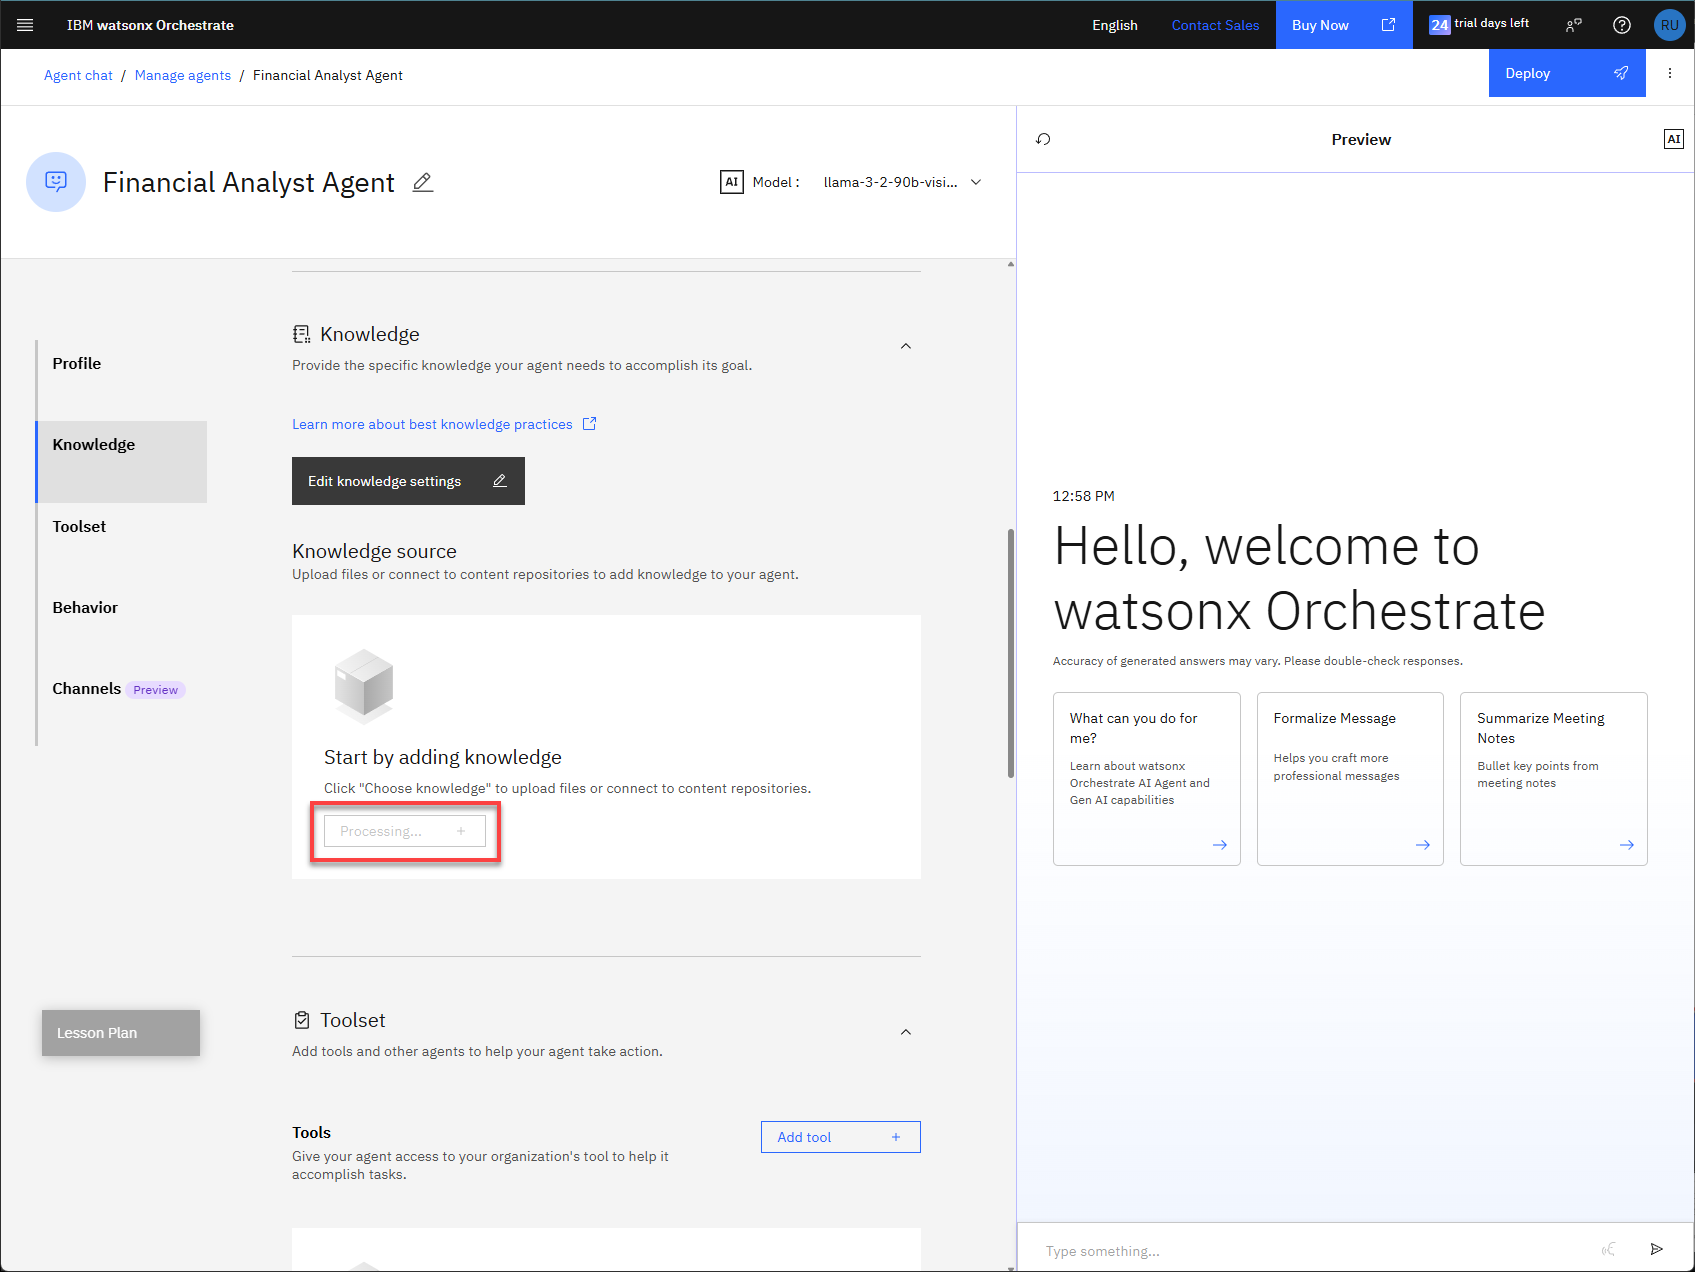 IBM watsonx Orchestrate
English
Contact Sales
Buy Now
24 trial days left
RU
Agent chat / Manage agents / Financial Analyst Agent
Deploy
Financial Analyst Agent
AI Model : llama-3-2-90b-visi...
Profile
Knowledge
Toolset
Behavior
Channels Preview
Lesson Plan
Knowledge
Provide the specific knowledge your agent needs to accomplish its goal.
Learn more about best knowledge practices
Edit knowledge settings
Knowledge source
Upload files or connect to content repositories to add knowledge to your agent.
Start by adding knowledge
Click "Choose knowledge" to upload files or connect to content repositories.
Processing... +
Toolset
Add tools and other agents to help your agent take action.
Tools
Give your agent access to your organization's tool to help it
accomplish tasks.
Add tool +
Preview
AI
12:58 PM
Hello, welcome to
watsonx Orchestrate
Accuracy of generated answers may vary. Please double-check responses.
What can you do for
me?
Learn about watsonx
Orchestrate AI Agent and
Gen AI capabilities
Formalize Message
Helps you craft more
professional messages
Summarize Meeting
Notes
Bullet key points from
meeting notes
Type something...